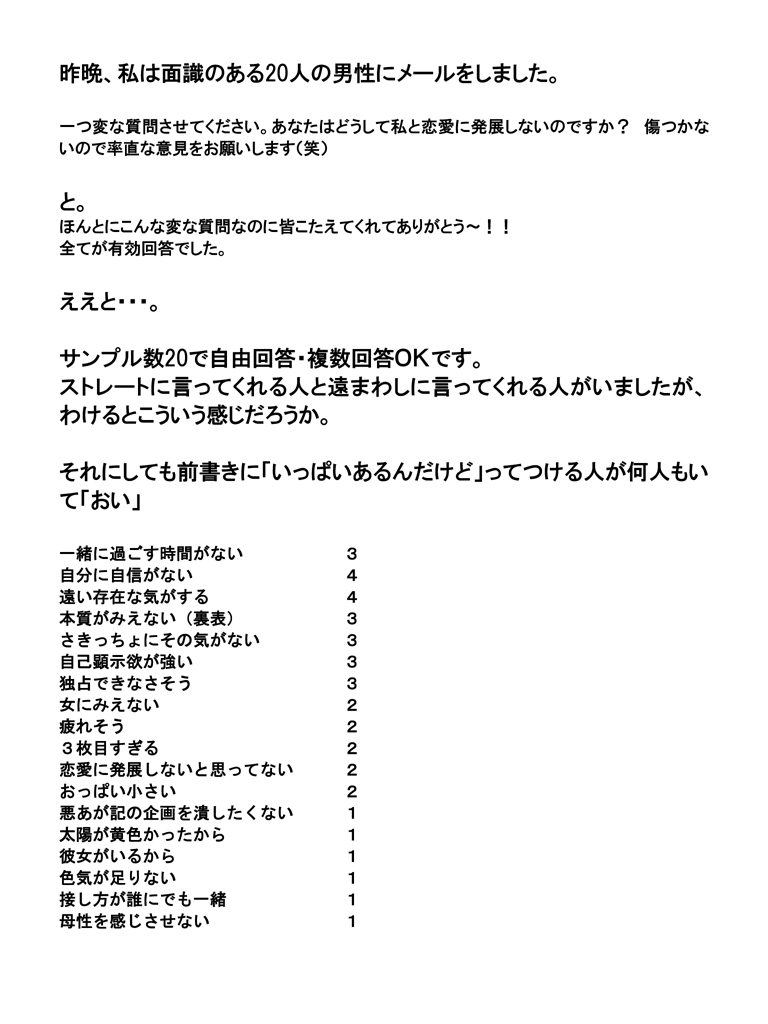 昨晩、私は面識のある20人の男性にメールをしました。
一つ変な質問させてください。あなたはどうして私と恋愛に発展しないのですか？　傷つかな
いので率直な意見をお願いします（笑）
と。
ほんとにこんな変な質問なのに皆こたえてくれてありがとう～！！
全てが有効回答でした。
ええと・・・。
サンプル数20で自由回答・複数回答ＯＫです。
ストレートに言ってくれる人と遠まわしに言ってくれる人がいましたが、
わけるとこういう感じだろうか。
それにしても前書きに「いっぱいあるんだけど」ってつける人が何人もい
て「おい」
一緒に過ごす時間がない　3
自分に自信がない　4
遠い存在な気がする　4
本質がみえない（裏表）　3
さきっちょにその気がない　3
自己顕示欲が強い　3
独占できなさそう　3
女にみえない　2
疲れそう　2
３枚目すぎる　2
恋愛に発展しないと思ってない　2
おっぱい小さい　2
悪あが記の企画を潰したくない　1
太陽が黄色かったから　1
彼女がいるから　1
色気が足りない　1
接し方が誰にでも一緒　1
母性を感じさせない　1